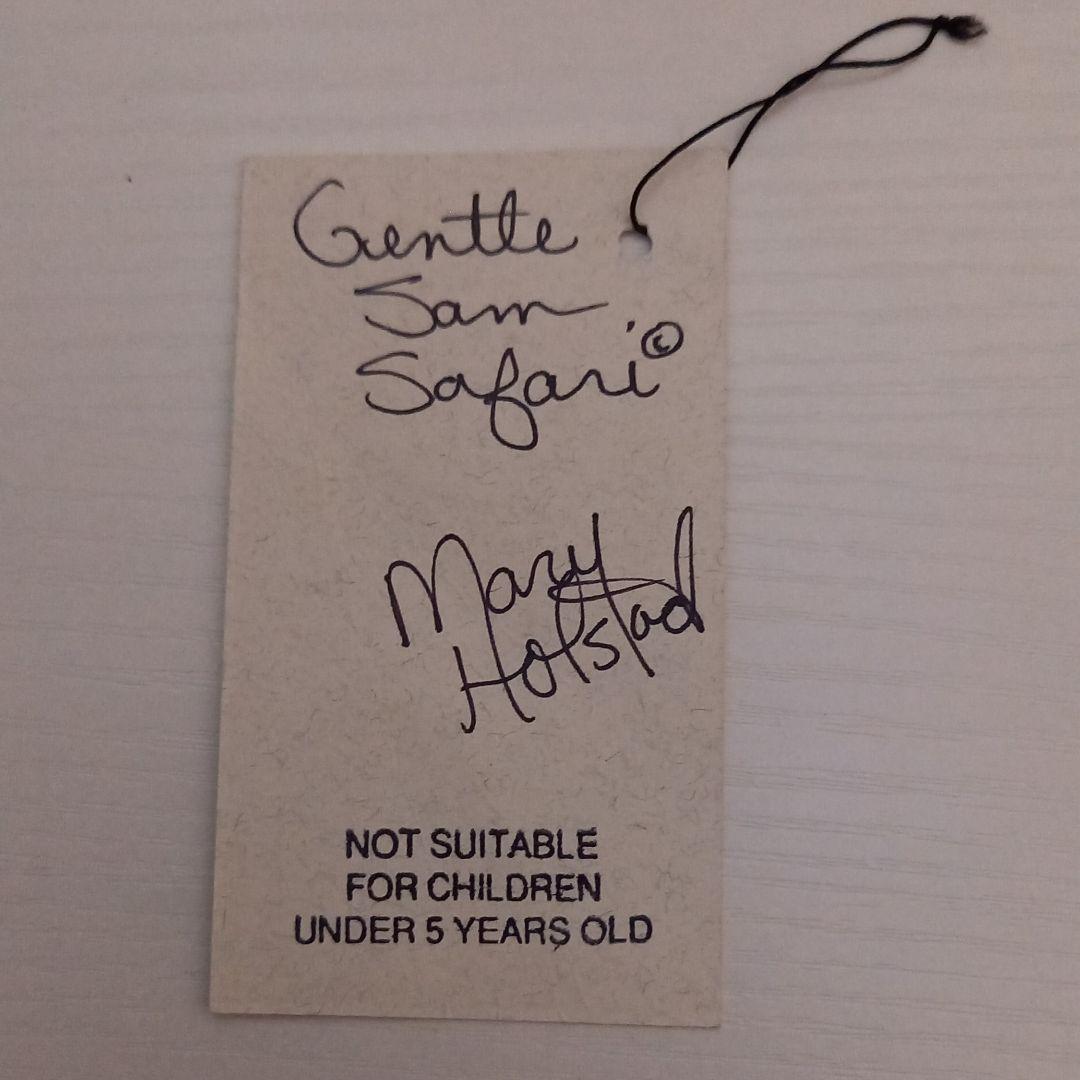 Gentle
Sam
Safari©
Mary
Holstad
NOT SUITABLE
FOR CHILDREN
UNDER 5 YEARS OLD